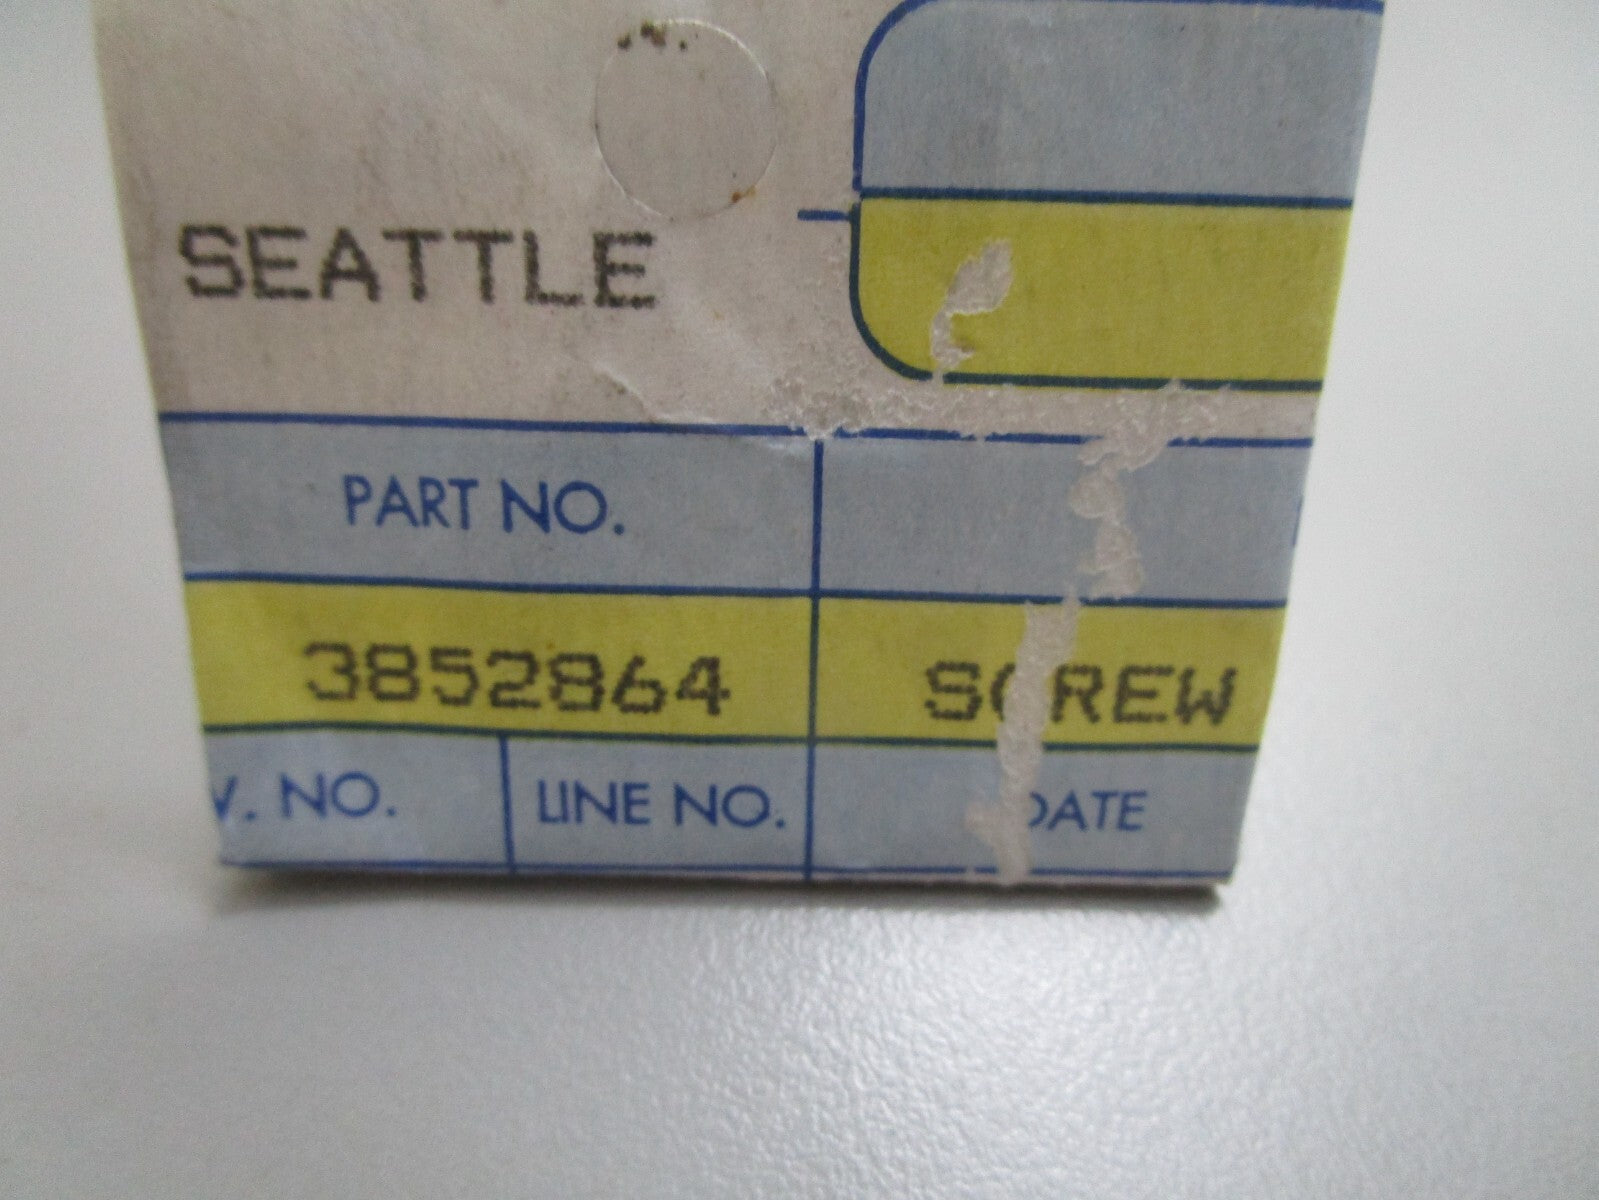 SEATTLE
PART NO.
3852864 SCREW
V. NO. LINE NO. DATE